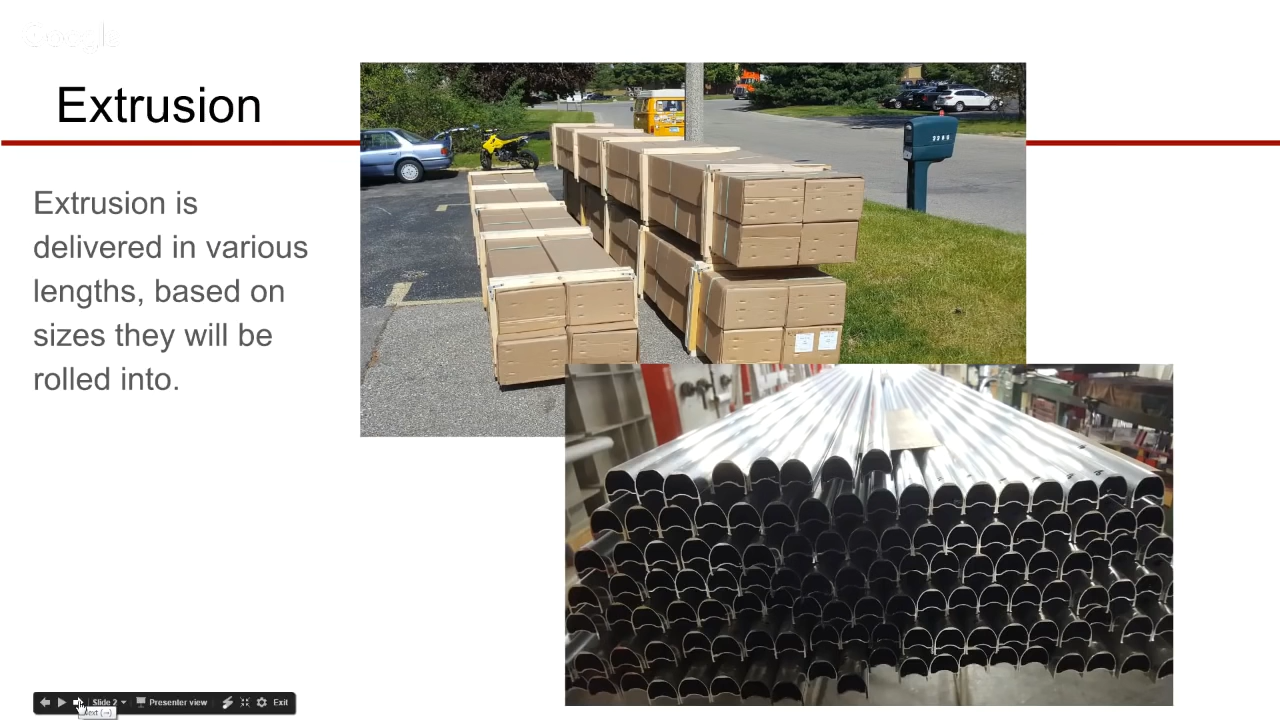 Google
Extrusion
Extrusion is
delivered in various
lengths, based on
sizes they will be
rolled into.
Slide 2
Presenter view
Exit
Next (→)